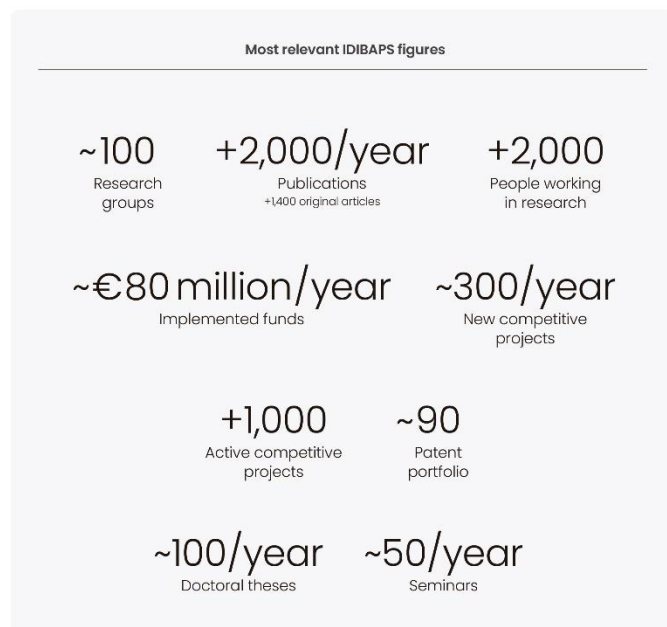 Most relevant IDIBAPS figures
~100
Research
groups
+2,000/year
Publications
+1,400 original articles
+2,000
People working
in research
~€80 million/year
Implemented funds
~300/year
New competitive
projects
+1,000
Active competitive
projects
~90
Patent
portfolio
~100/year
Doctoral theses
~50/year
Seminars